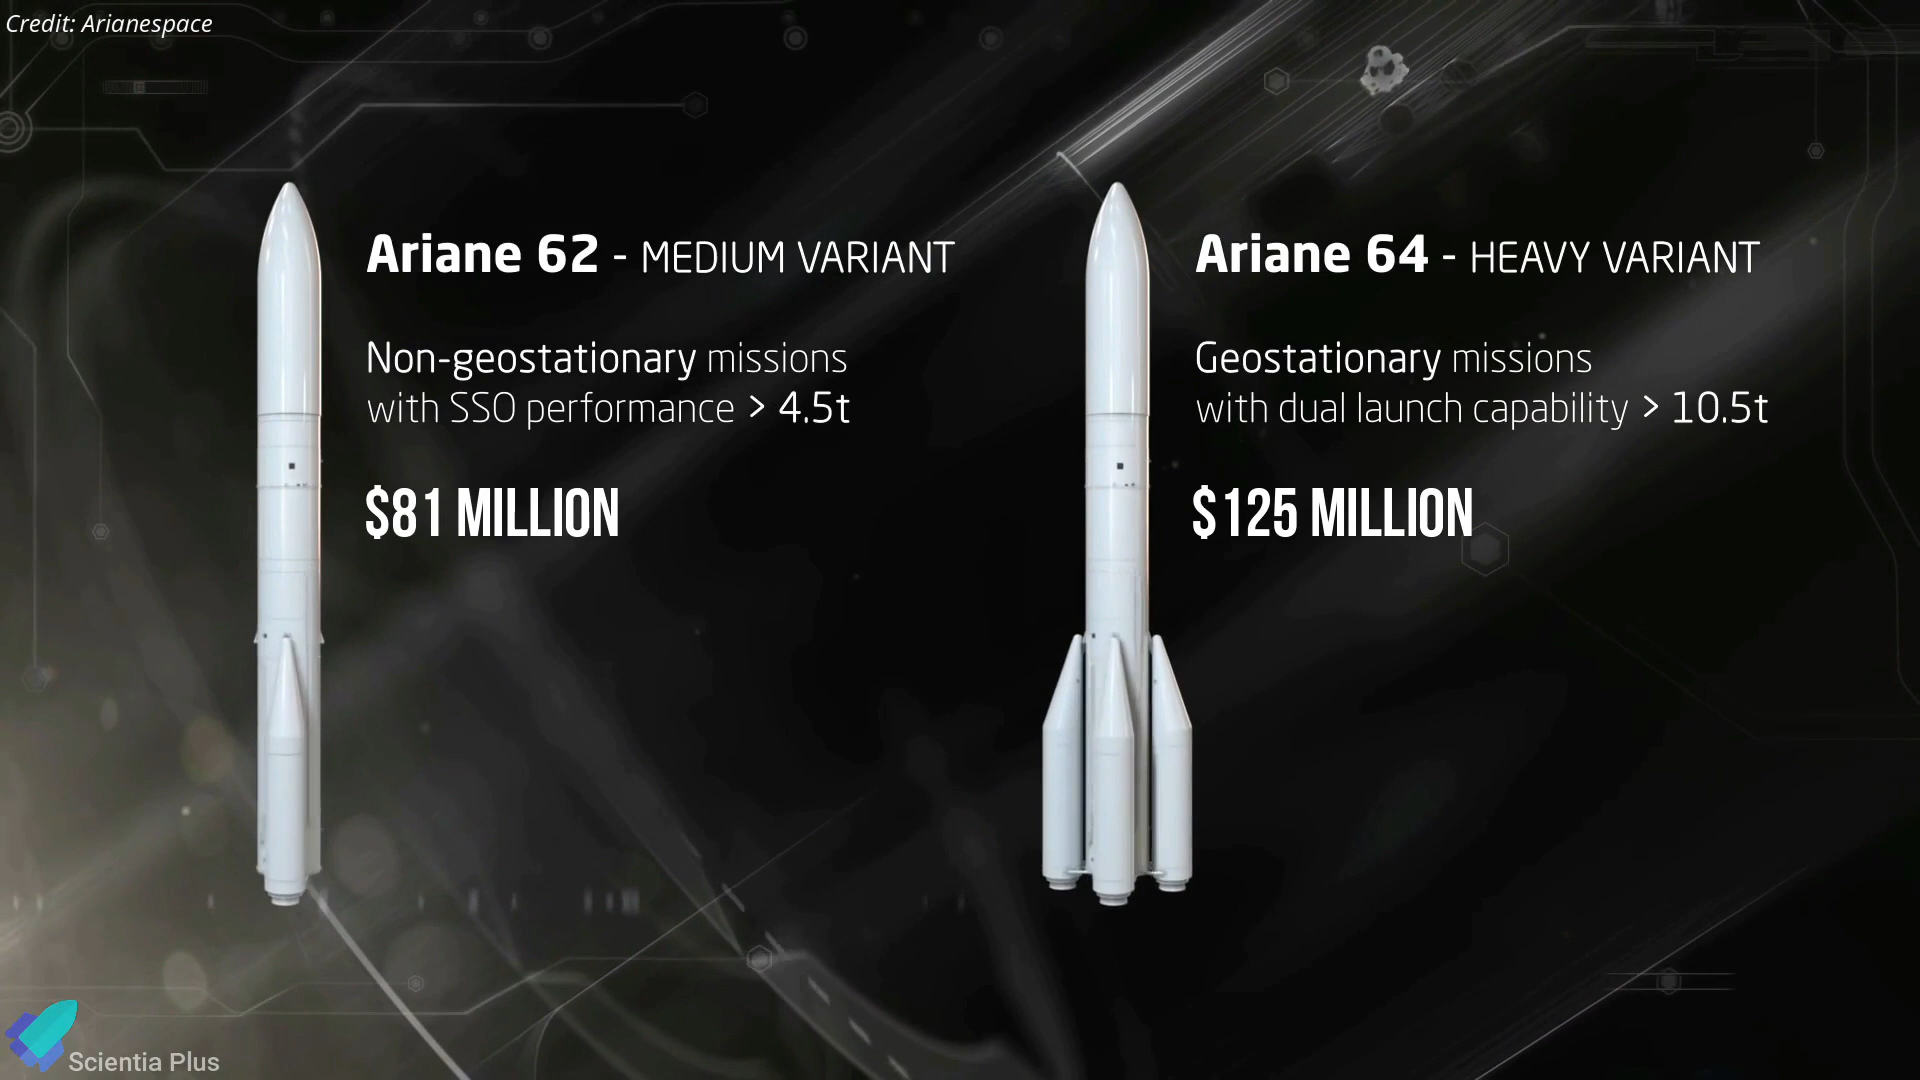 Credit: Arianespace
Ariane 62 - MEDIUM VARIANT
Non-geostationary missions
with SSO performance > 4.5t
$81 MILLION
Ariane 64 - HEAVY VARIANT
Geostationary missions
with dual launch capability > 10.5t
$125 MILLION
Scientia Plus